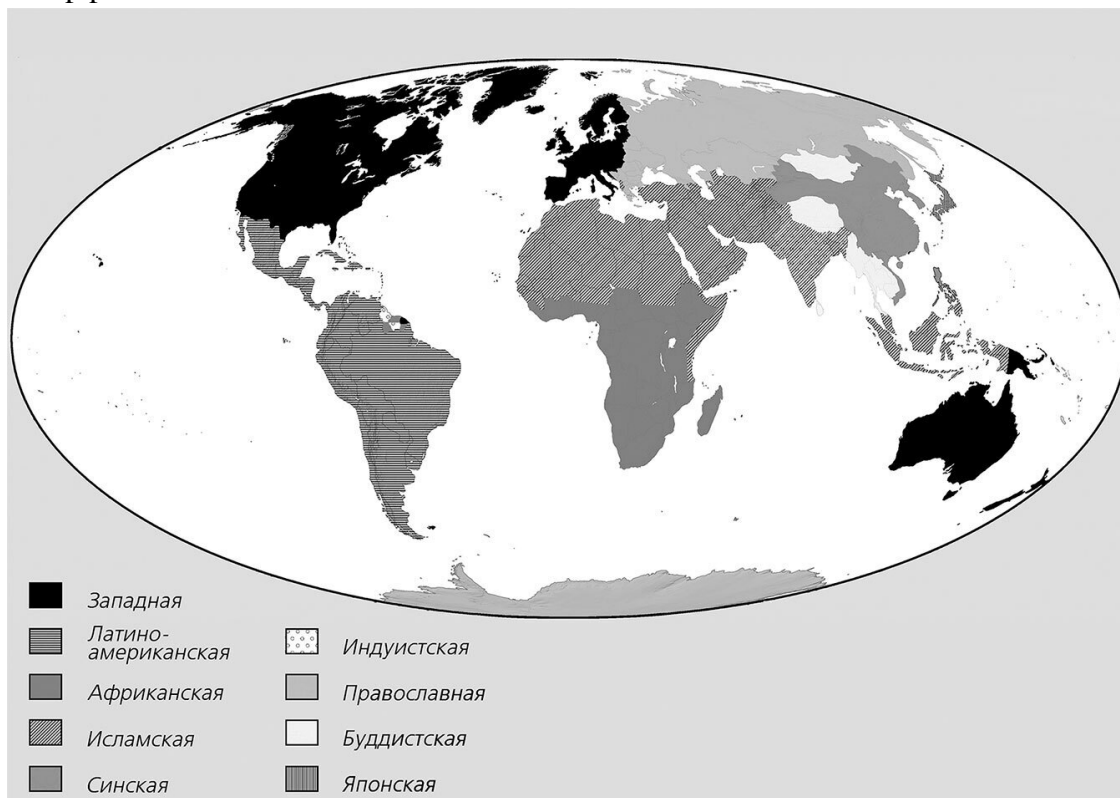 Западная
Латино-
американская
Африканская
Исламская
Синская
Индуистская
Православная
Буддистская
Японская